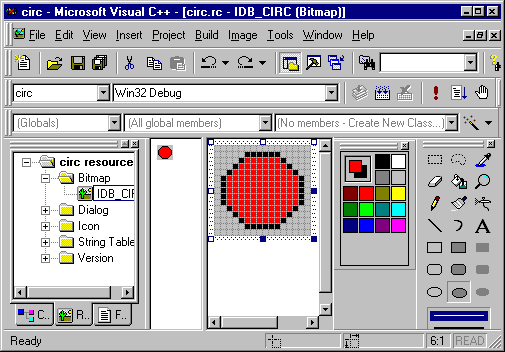 circ - Microsoft Visual C++ - [circ.rc - IDB_CIRC (Bitmap)]
File Edit View Insert Project Build Image Tools Window Help
circ Win32 Debug
(Globals) (All global members) (No members - Create New Class...)
circ resource
Bitmap
IDB_CIR
Dialog
Icon
String Table
Version
A
C.. R.. F...
Ready 6:1 READ